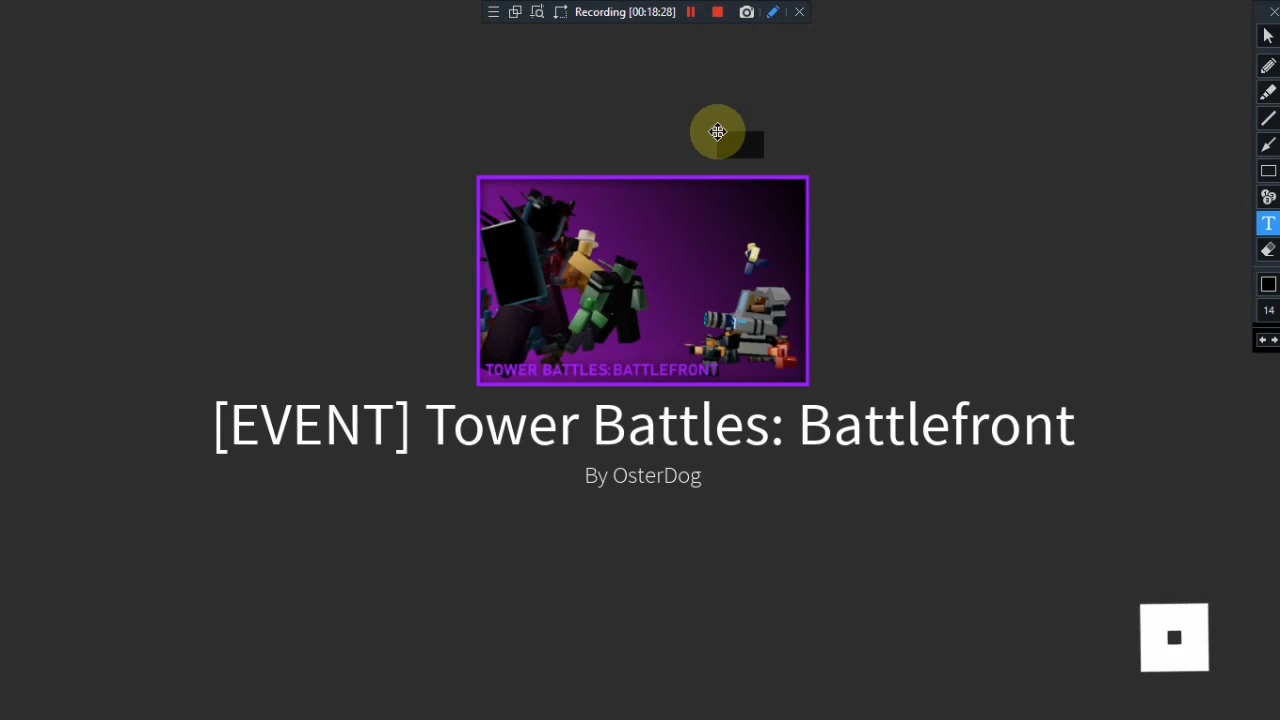 Recording [00:18:28]
T
14
TOWER BATTLES: BATTLEFRONT
[EVENT] Tower Battles: Battlefront
By OsterDog